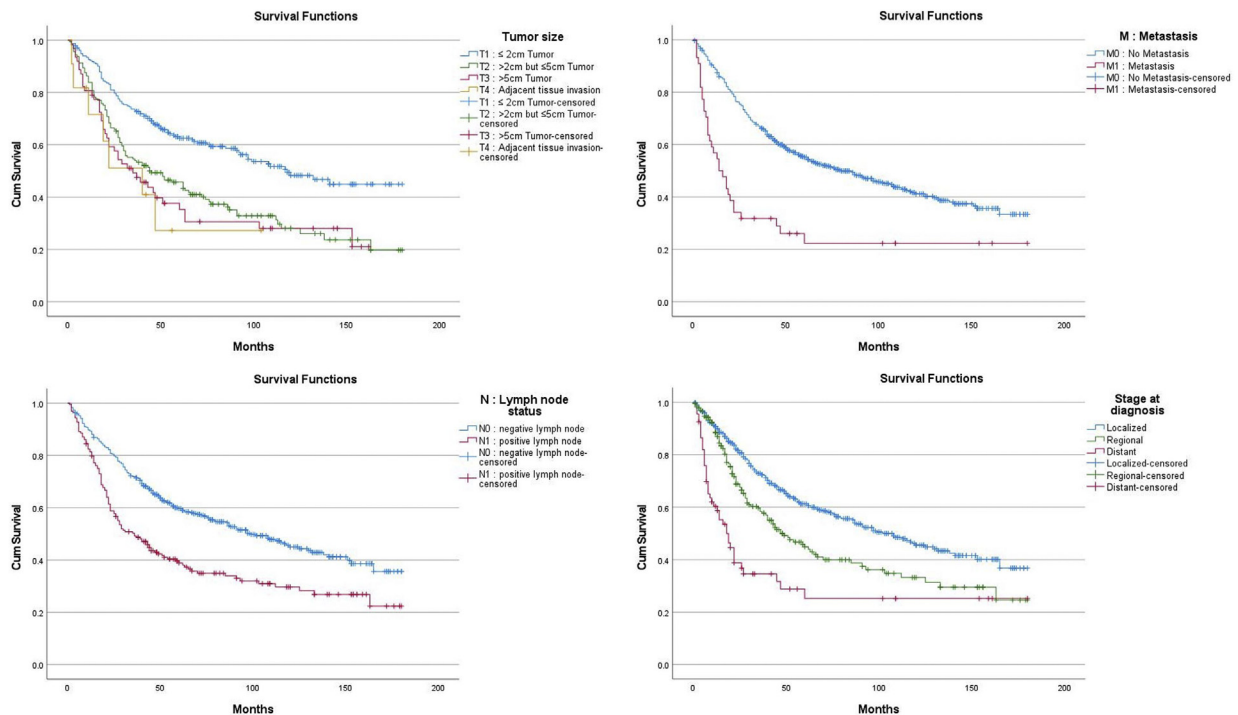 Survival Functions
Cum Survival
1.0
0.8
0.6
0.4
0.2
0.0
0
50
100
150
200
Months
Tumor size
T1 : ≤ 2cm Tumor
T2 : >2cm but ≤5cm Tumor
T3 : >5cm Tumor
T4 : Adjacent tissue invasion
T1 : ≤ 2cm Tumor-censored
T2 : >2cm but ≤5cm Tumor-
censored
T3 : >5cm Tumor-censored
T4 : Adjacent tissue invasion-
censored
Survival Functions
Cum Survival
1.0
0.8
0.6
0.4
0.2
0.0
0
50
100
150
200
Months
M : Metastasis
M0 : No Metastasis
M1 : Metastasis
M0 : No Metastasis-censored
M1 : Metastasis-censored
Survival Functions
Cum Survival
1.0
0.8
0.6
0.4
0.2
0.0
0
50
100
150
200
Months
N : Lymph node
status
N0 : negative lymph node
N1 : positive lymph node
N0 : negative lymph node-
censored
N1 : positive lymph node-
censored
Survival Functions
Cum Survival
1.0
0.8
0.6
0.4
0.2
0.0
0
50
100
150
200
Months
Stage at
diagnosis
Localized
Regional
Distant
Localized-censored
Regional-censored
Distant-censored